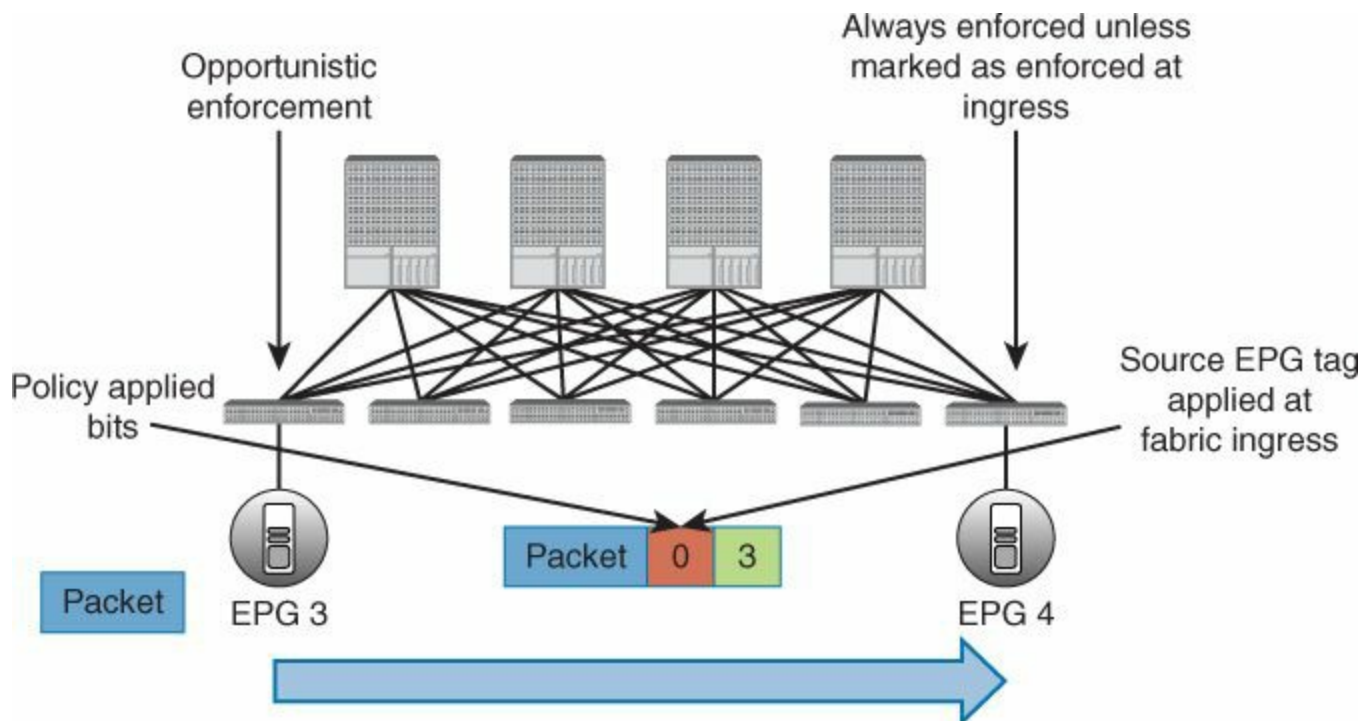 Opportunistic
enforcement
Always enforced unless
marked as enforced at
ingress
Policy applied
bits
Source EPG tag
applied at
fabric ingress
Packet
0
3
Packet
EPG 3
EPG 4